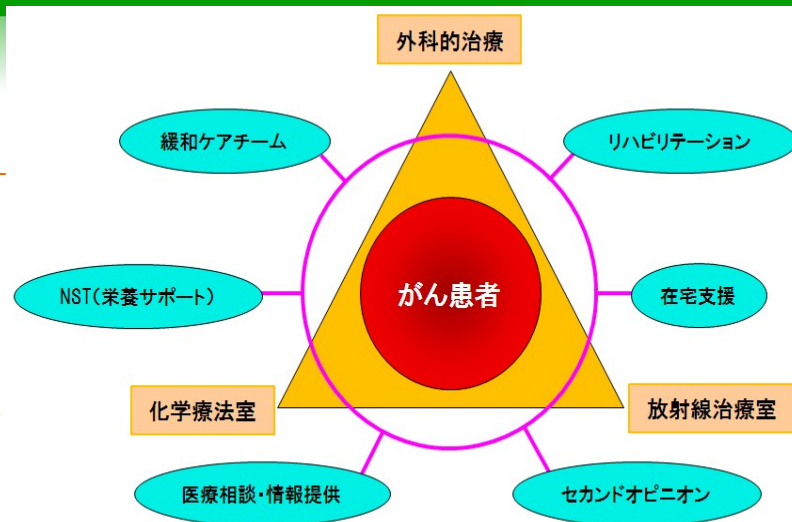 外科的治療
緩和ケアチーム
リハビリテーション
NST(栄養サポート)
がん患者
在宅支援
化学療法室
放射線治療室
医療相談・情報提供
セカンドオピニオン